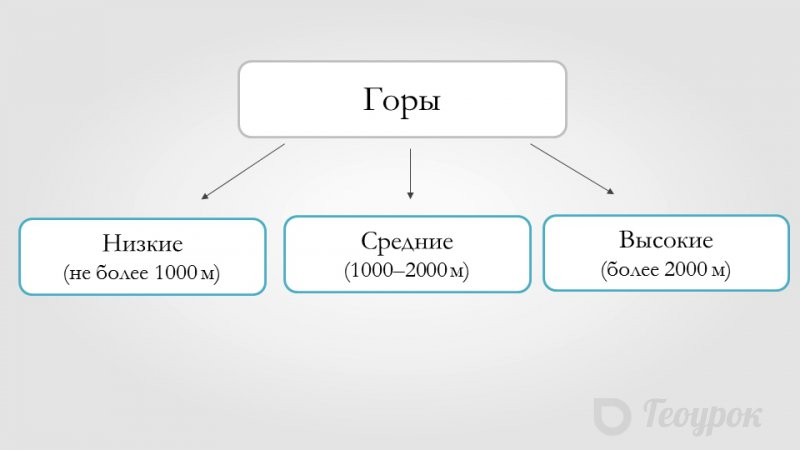 Горы
Низкие
(не более 1000 м)
Средние
(1000–2000 м)
Высокие
(более 2000 м)
Геоурок